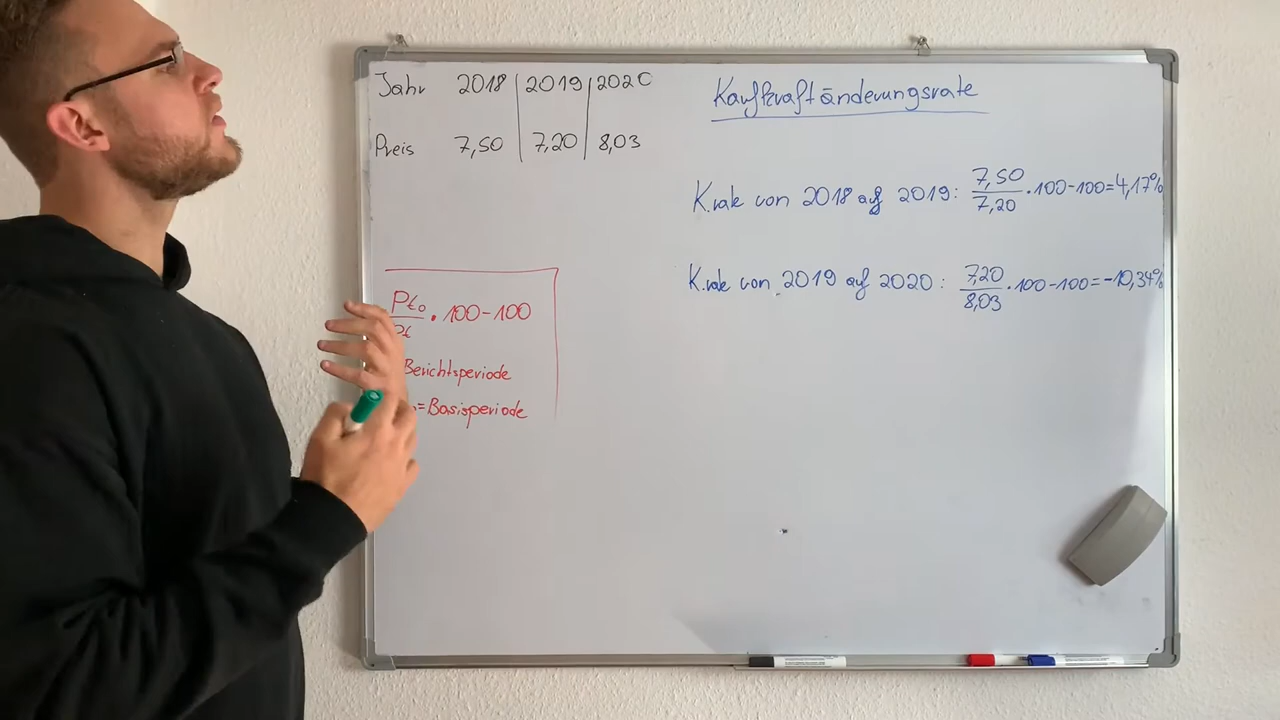 Jahr 2018 2019 2020
Preis 7,50 7,20 8,03
Kaufkraftänderungsrate
K.rate von 2018 auf 2019: 7,50/7,20 · 100-100=4,17%
K.rate von 2019 auf 2020: 7,20/8,03 · 100-100=-10,34%
Pt₀/Pt · 100-100
Berichtsperiode
=Basisperiode